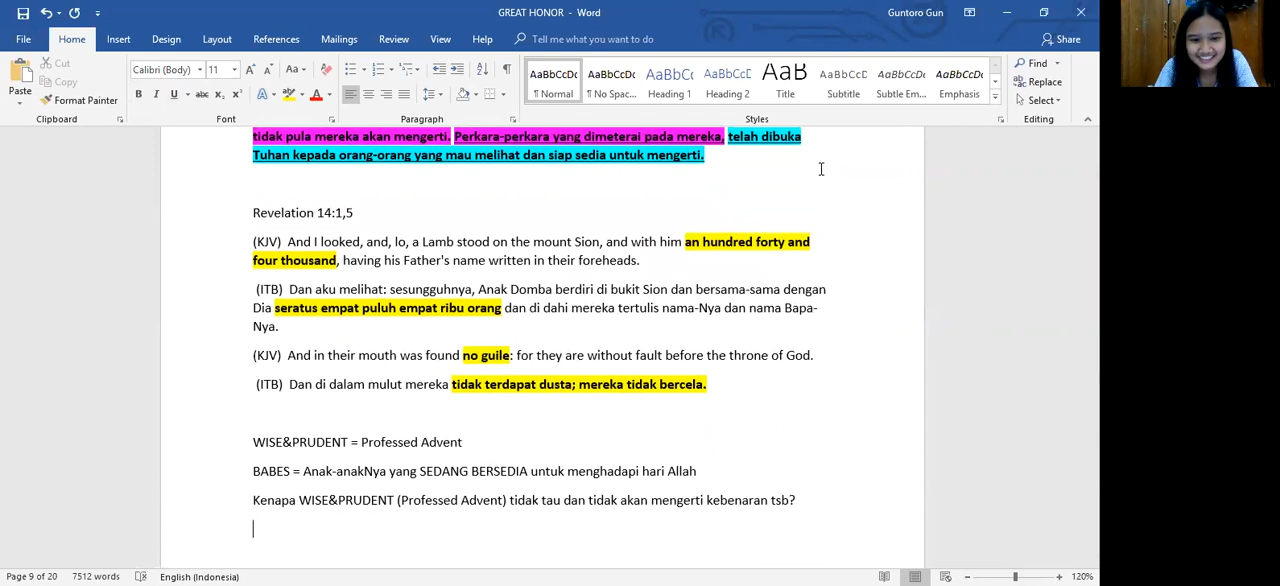 GREAT HONOR - Word
Guntoro Gun
File Home Insert Design Layout References Mailings Review View Help Tell me what you want to do Share
Paste
Cut
Copy
Format Painter
Clipboard
Calibri (Body) 11
Font
Paragraph
AaBbCcDc AaBbCcDc AaBbCc AaBbCcD AaB AaBbCcD AaBbCcDc AaBbCcDc
¶ Normal ¶ No Spac... Heading 1 Heading 2 Title Subtitle Subtle Em... Emphasis
Styles
Find
Replace
Select
Editing
tidak pula mereka akan mengerti. Perkara-perkara yang dimeterai pada mereka, telah dibuka
Tuhan kepada orang-orang yang mau melihat dan siap sedia untuk mengerti.
Revelation 14:1,5
(KJV) And I looked, and, lo, a Lamb stood on the mount Sion, and with him an hundred forty and
four thousand, having his Father's name written in their foreheads.
(ITB) Dan aku melihat: sesungguhnya, Anak Domba berdiri di bukit Sion dan bersama-sama dengan
Dia seratus empat puluh empat ribu orang dan di dahi mereka tertulis nama-Nya dan nama Bapa-
Nya.
(KJV) And in their mouth was found no guile: for they are without fault before the throne of God.
(ITB) Dan di dalam mulut mereka tidak terdapat dusta; mereka tidak bercela.
WISE&PRUDENT = Professed Advent
BABES = Anak-anakNya yang SEDANG BERSEDIA untuk menghadapi hari Allah
Kenapa WISE&PRUDENT (Professed Advent) tidak tau dan tidak akan mengerti kebenaran tsb?
Page 9 of 20 7512 words English (Indonesia) 120%